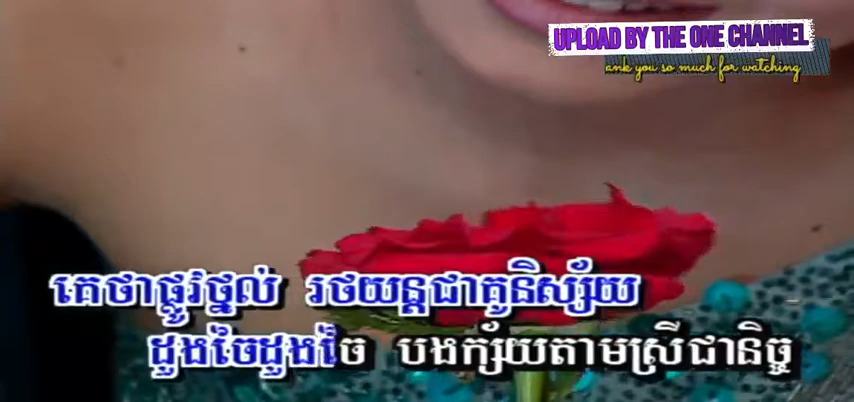 UPLOAD BY THE ONE CHANNEL
ank you so much for watching
គេថាផ្លូវថ្នល់ រថយន្តជាគូនិស្ស័យ
ដួងចៃដួងចៃ បងក្ស័យតាមស្រីជានិច្ច